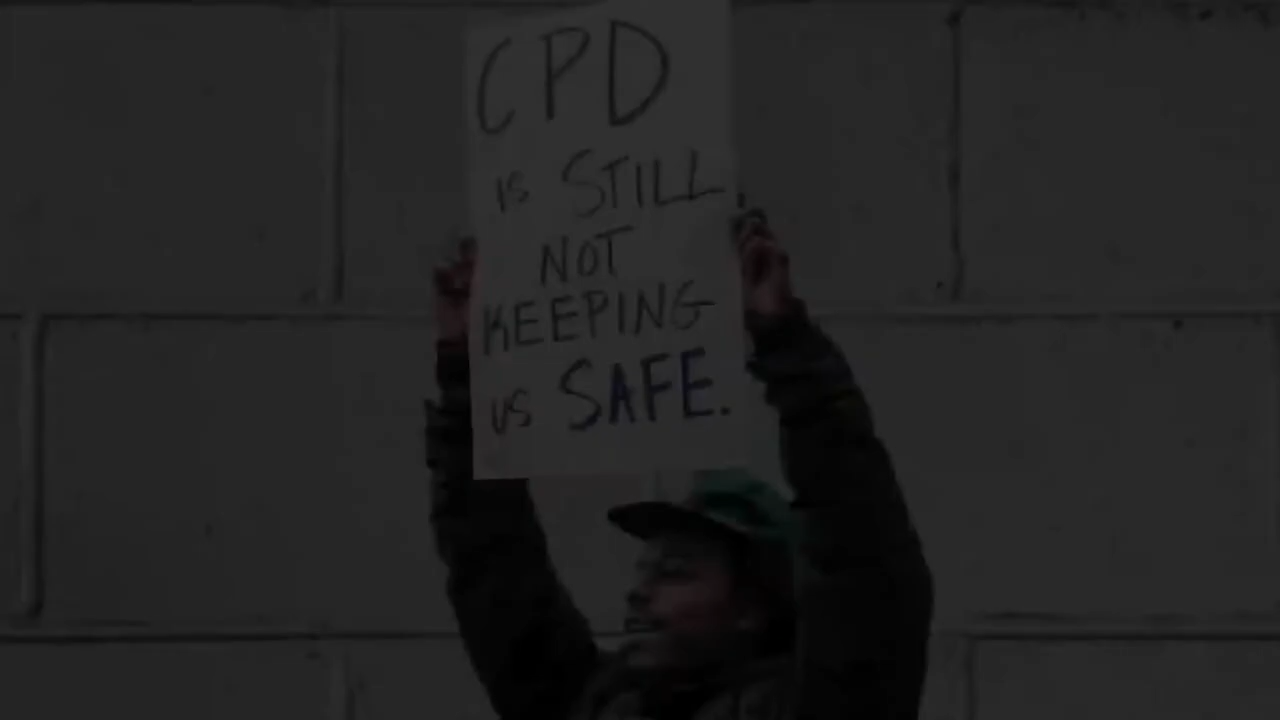 CPD
is STILL
NOT
KEEPING
us SAFE.